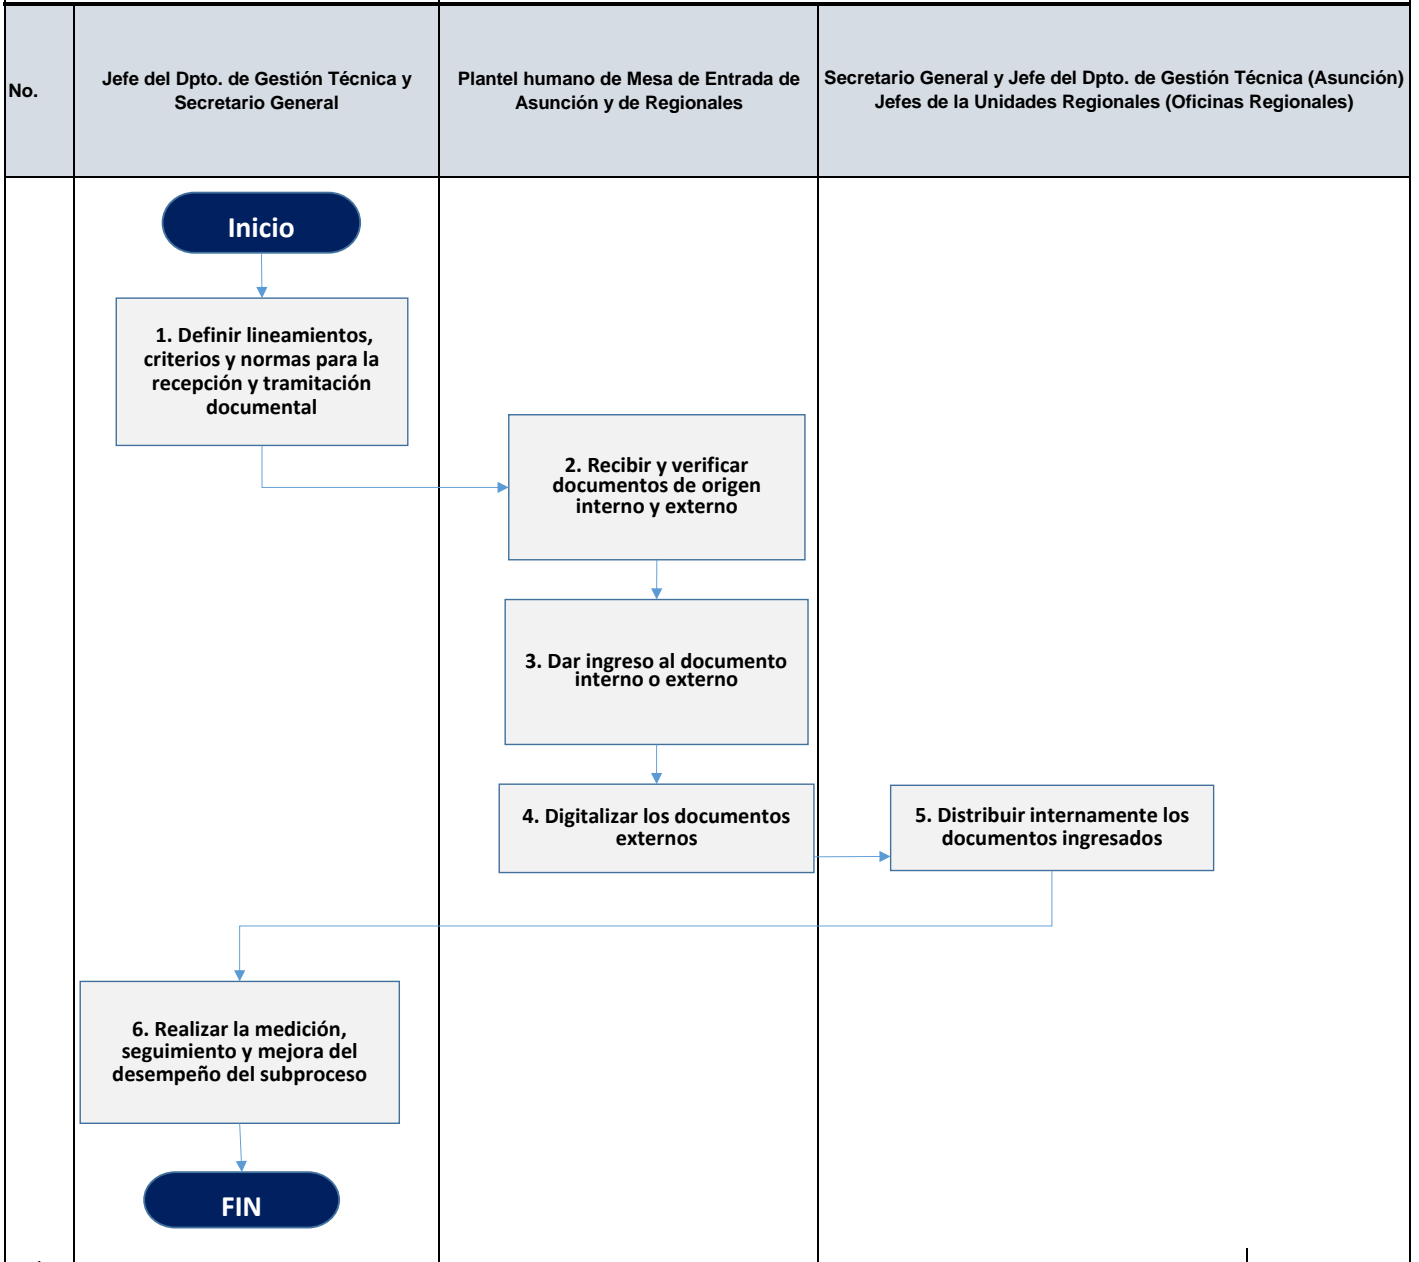 No.
Jefe del Dpto. de Gestión Técnica y
Secretario General
Plantel humano de Mesa de Entrada de
Asunción y de Regionales
Secretario General y Jefe del Dpto. de Gestión Técnica (Asunción)
Jefes de la Unidades Regionales (Oficinas Regionales)
Inicio
1. Definir lineamientos,
criterios y normas para la
recepción y tramitación
documental
2. Recibir y verificar
documentos de origen
interno y externo
3. Dar ingreso al documento
interno o externo
4. Digitalizar los documentos
externos
5. Distribuir internamente los
documentos ingresados
6. Realizar la medición,
seguimiento y mejora del
desempeño del subproceso
FIN